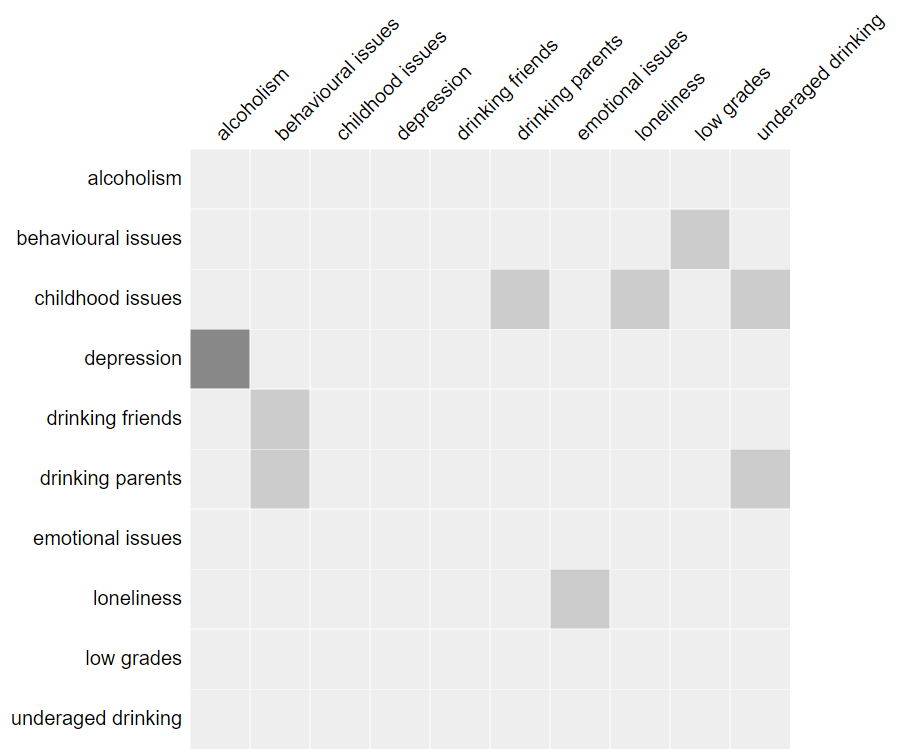 alcoholism
behavioural issues
childhood issues
depression
drinking friends
drinking parents
emotional issues
loneliness
low grades
underaged drinking
alcoholism
behavioural issues
childhood issues
depression
drinking friends
drinking parents
emotional issues
loneliness
low grades
underaged drinking